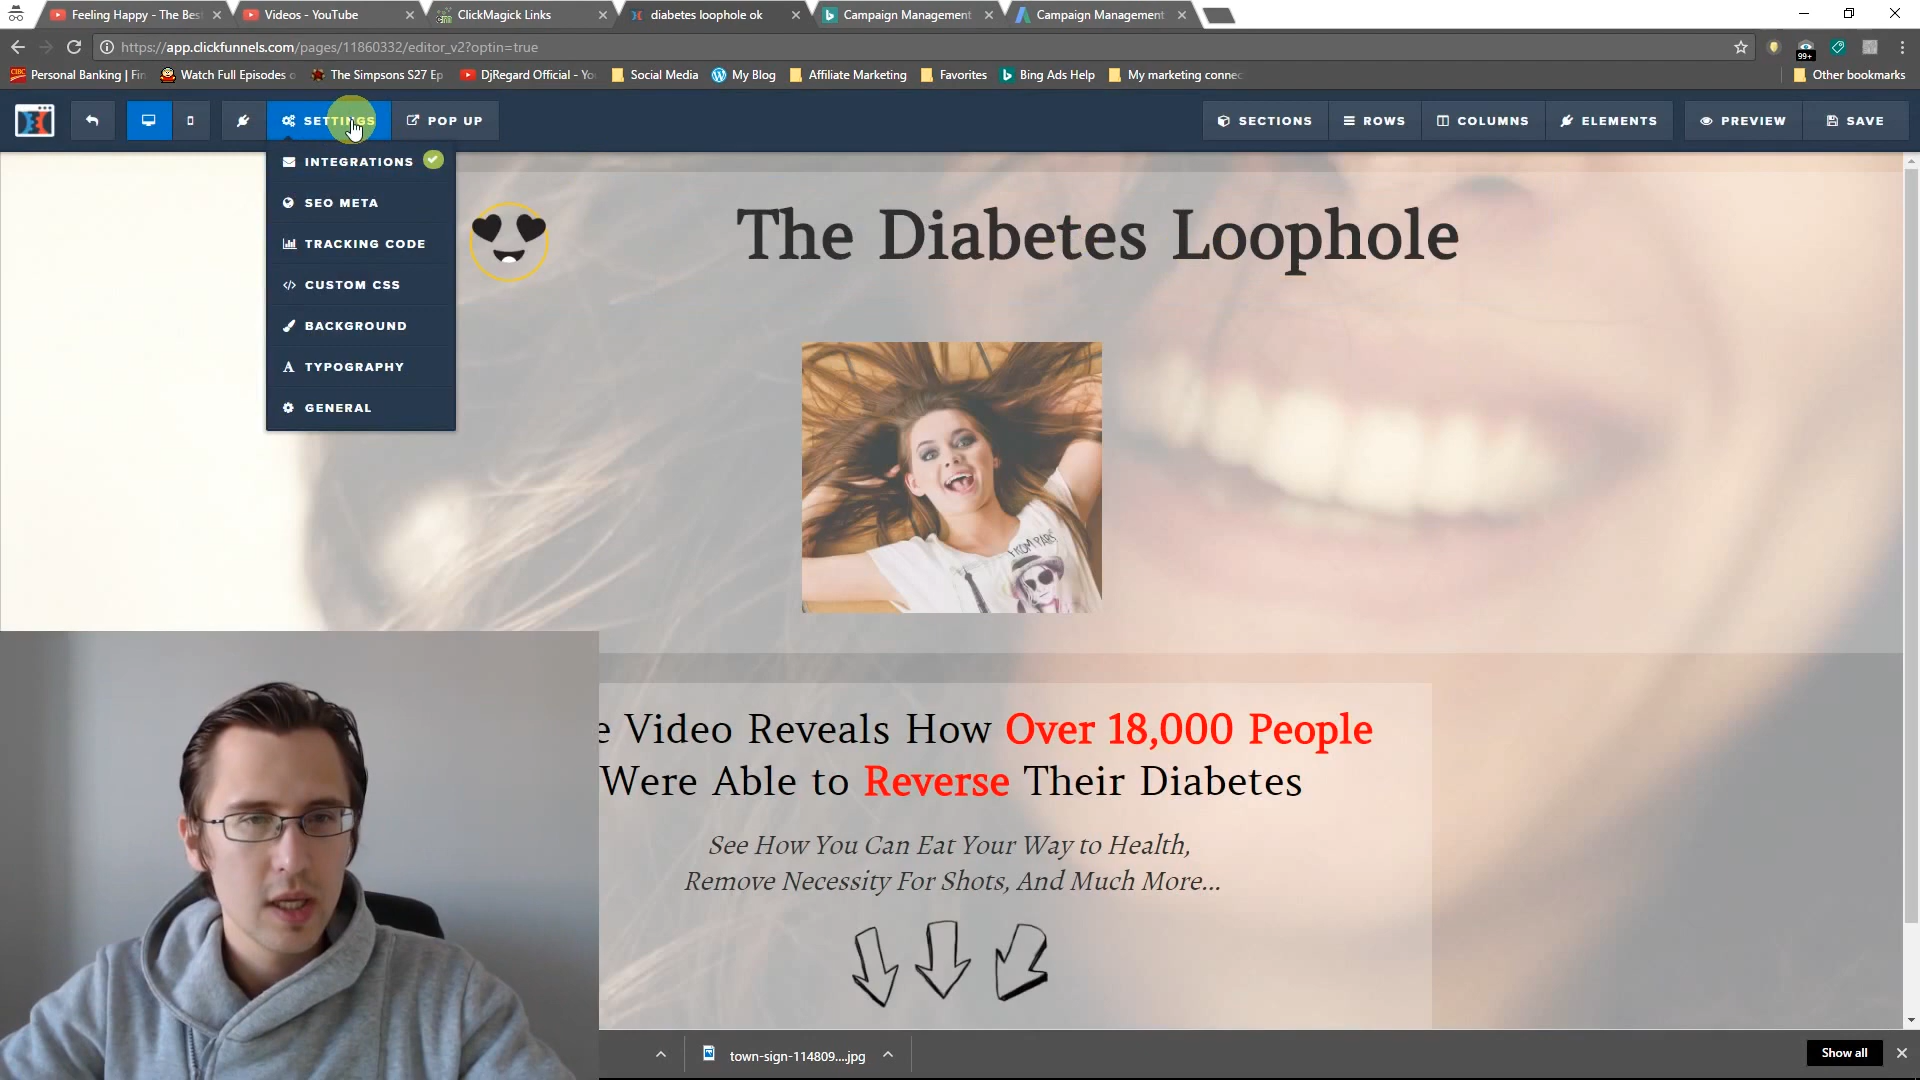 Feeling Happy - The Bes
Videos - YouTube
ClickMagick Links
diabetes loophole ok
Campaign Management
Campaign Management
https://app.clickfunnels.com/pages/11860332/editor_v2?optin=true
99+
CIBC Personal Banking | Fin
Watch Full Episodes o
The Simpsons S27 Ep
DjRegard Official - Yo
Social Media
My Blog
Affiliate Marketing
Favorites
Bing Ads Help
My marketing connec
Other bookmarks
SETTINGS
POP UP
SECTIONS
ROWS
COLUMNS
ELEMENTS
PREVIEW
SAVE
INTEGRATIONS
SEO META
TRACKING CODE
CUSTOM CSS
BACKGROUND
TYPOGRAPHY
GENERAL
The Diabetes Loophole
e Video Reveals How Over 18,000 People
Were Able to Reverse Their Diabetes
See How You Can Eat Your Way to Health,
Remove Necessity For Shots, And Much More...
town-sign-114809....jpg
Show all